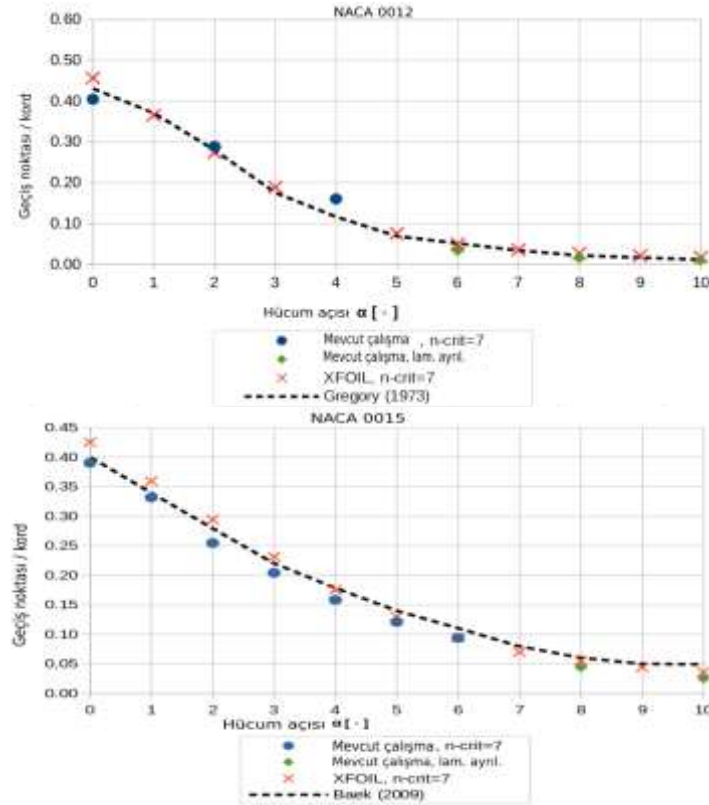 NACA 0012
0.60
0.50
0.40
0.30
0.20
0.10
0.00
Geçiş noktası / kord
0 1 2 3 4 5 6 7 8 9 10
Hücum açısı α [ - ]
Mevcut çalışma , n-crit=7
Mevcut çalışma, lam. ayrıl.
XFOIL, n-crit=7
Gregory (1973)
NACA 0015
0.45
0.40
0.35
0.30
0.25
0.20
0.15
0.10
0.05
0.00
Geçiş noktası / kord
0 1 2 3 4 5 6 7 8 9 10
Hücum açısı α [ - ]
Mevcut çalışma, n-crit=7
Mevcut çalışma, lam. ayrıl.
XFOIL, n-crit=7
Baek (2009)